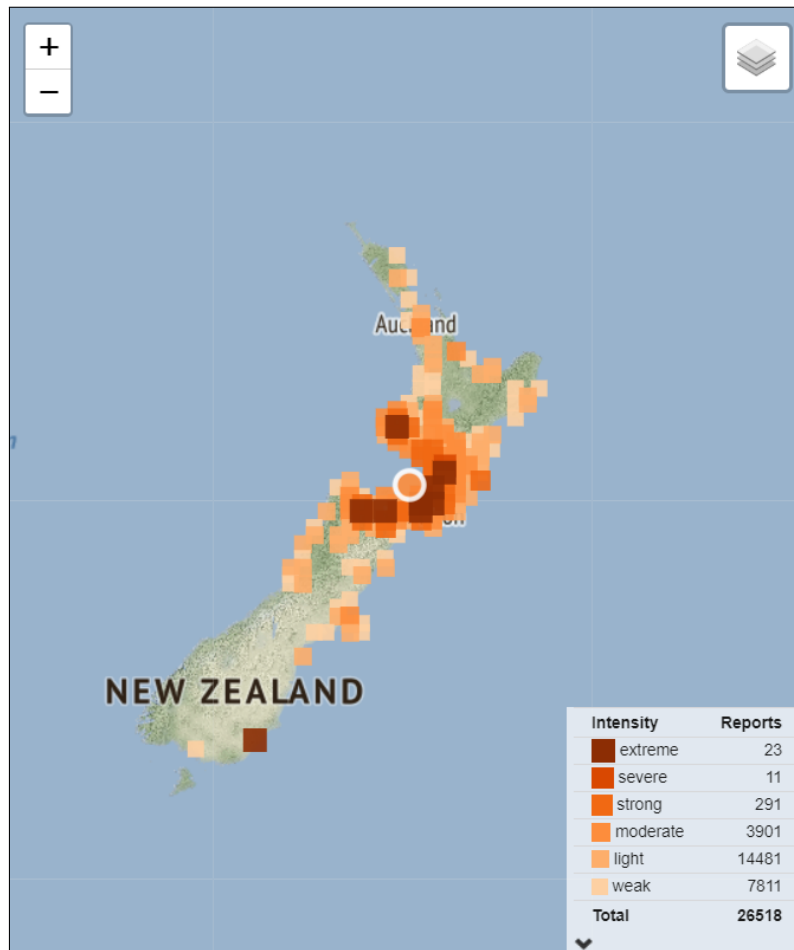 +
−
Auckland
NEW ZEALAND
Intensity Reports
extreme 23
severe 11
strong 291
moderate 3901
light 14481
weak 7811
Total 26518